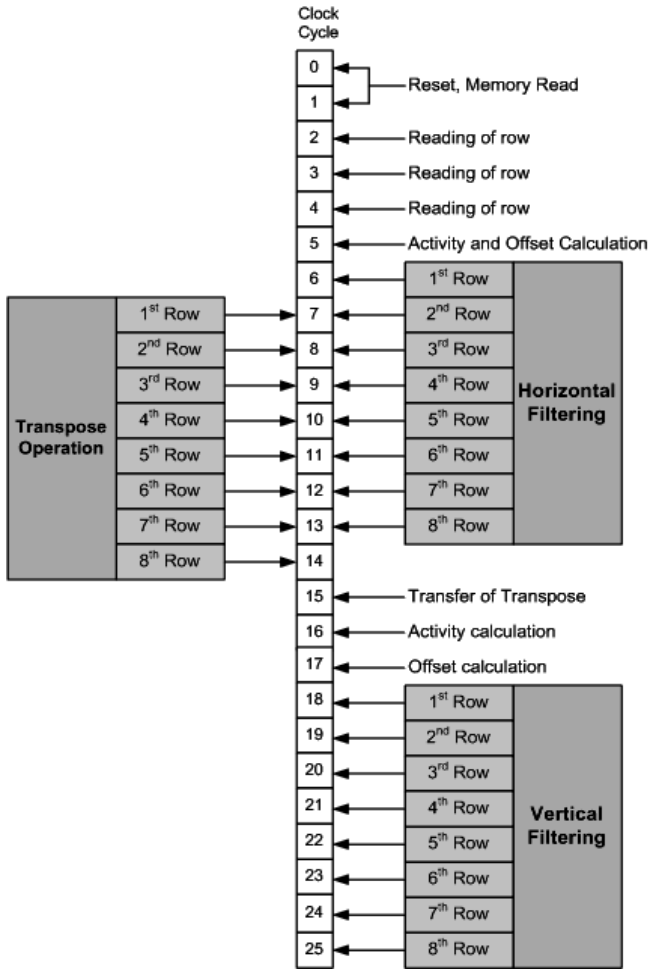 Clock
Cycle
0
1
Reset, Memory Read
2
Reading of row
3
Reading of row
4
Reading of row
5
Activity and Offset Calculation
6
1st Row
1st Row
7
2nd Row
2nd Row
8
3rd Row
3rd Row
9
4th Row
Horizontal
Filtering
4th Row
10
5th Row
Transpose
Operation
5th Row
11
6th Row
6th Row
12
7th Row
7th Row
13
8th Row
8th Row
14
15
Transfer of Transpose
16
Activity calculation
17
Offset calculation
18
1st Row
19
2nd Row
20
3rd Row
21
4th Row
Vertical
Filtering
22
5th Row
23
6th Row
24
7th Row
25
8th Row